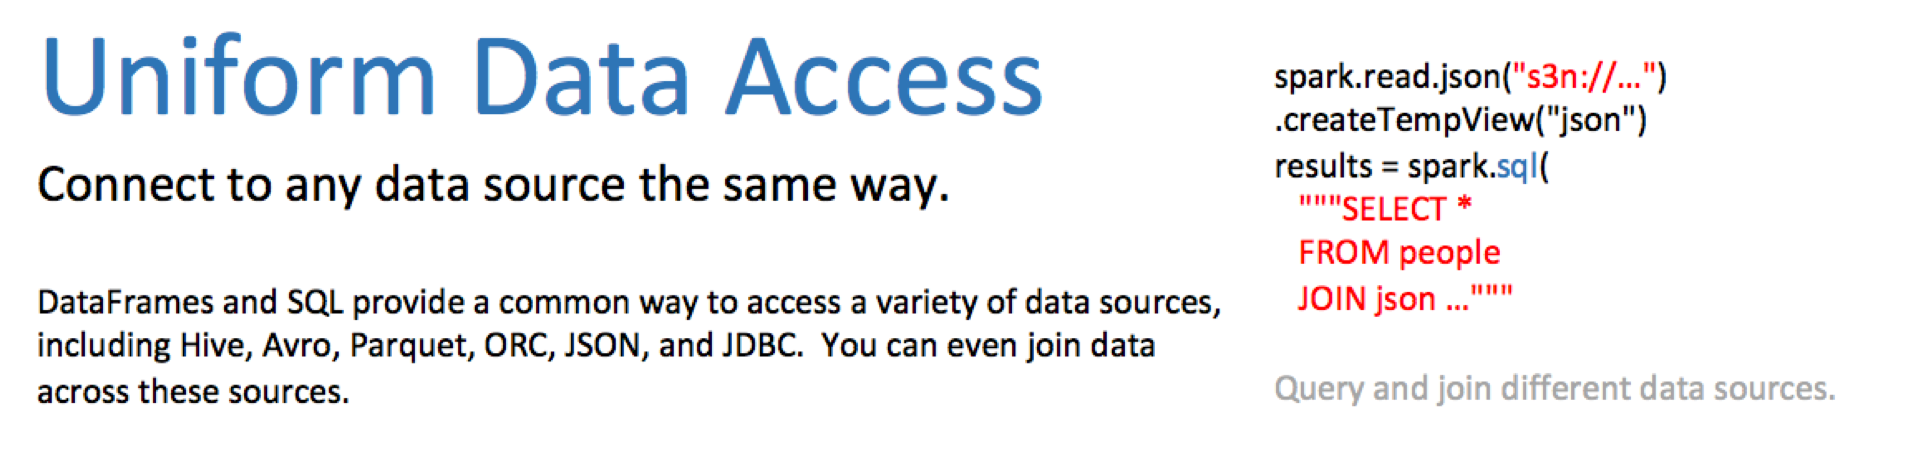 Uniform Data Access
Connect to any data source the same way.
DataFrames and SQL provide a common way to access a variety of data sources,
including Hive, Avro, Parquet, ORC, JSON, and JDBC.  You can even join data
across these sources.
spark.read.json("s3n://...")
.createTempView("json")
results = spark.sql(
"""SELECT *
FROM people
JOIN json ..."""
Query and join different data sources.